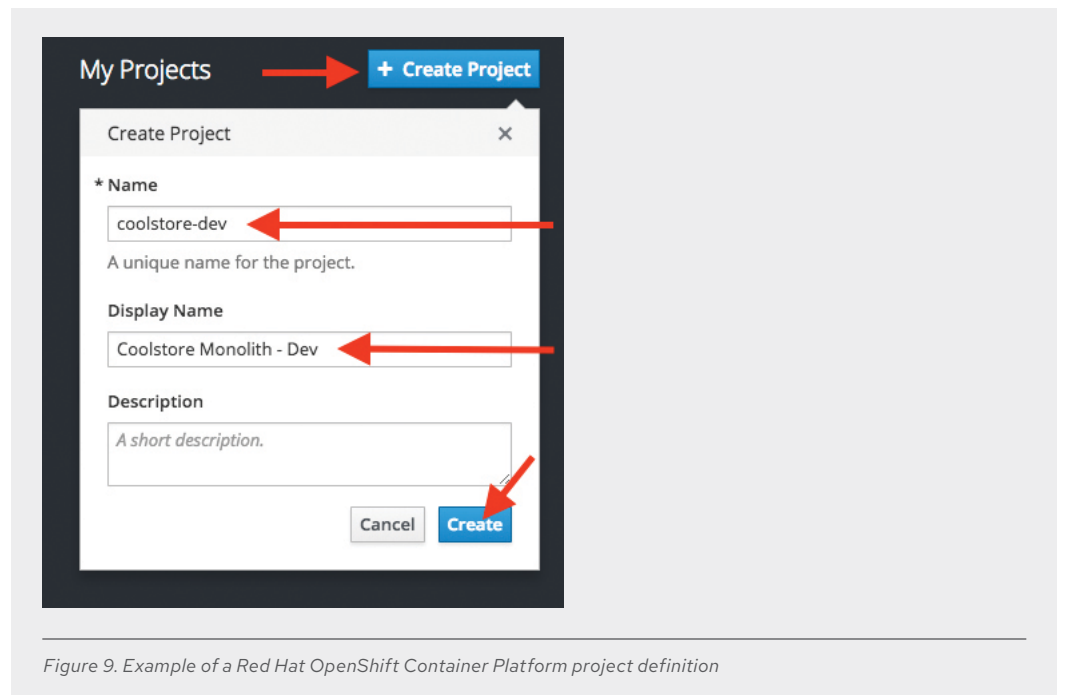 My Projects + Create Project
Create Project ×
* Name
coolstore-dev
A unique name for the project.
Display Name
Coolstore Monolith - Dev
Description
A short description.
Cancel Create
Figure 9. Example of a Red Hat OpenShift Container Platform project definition